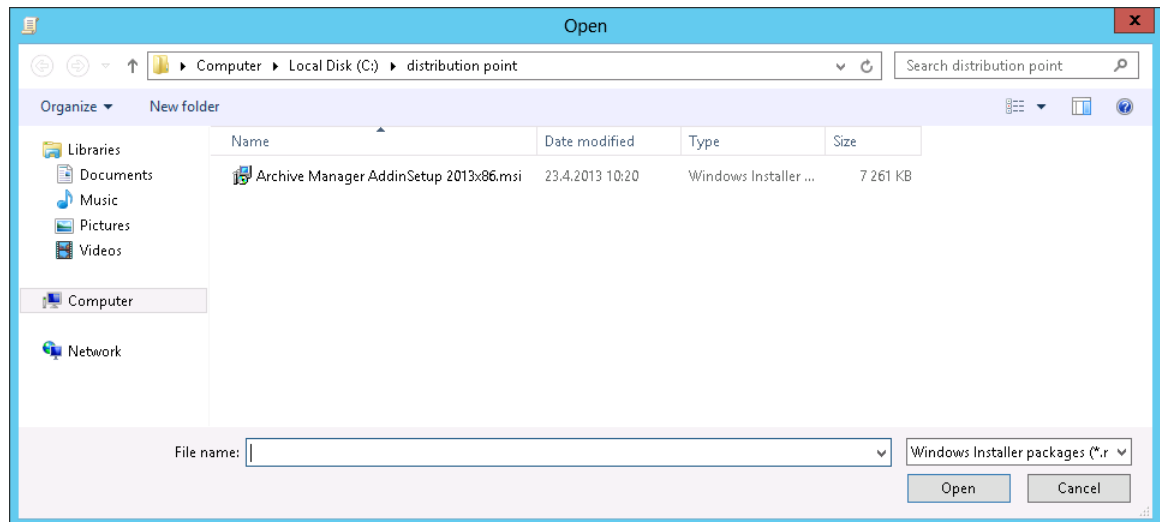 Open
x
Computer ▸ Local Disk (C:) ▸ distribution point
Search distribution point
Organize New folder
Name Date modified Type Size
Libraries
Documents
Music
Pictures
Videos
Computer
Network
Archive Manager AddinSetup 2013x86.msi 23.4.2013 10:20 Windows Installer ... 7 261 KB
File name:
Windows Installer packages (*.r
Open Cancel